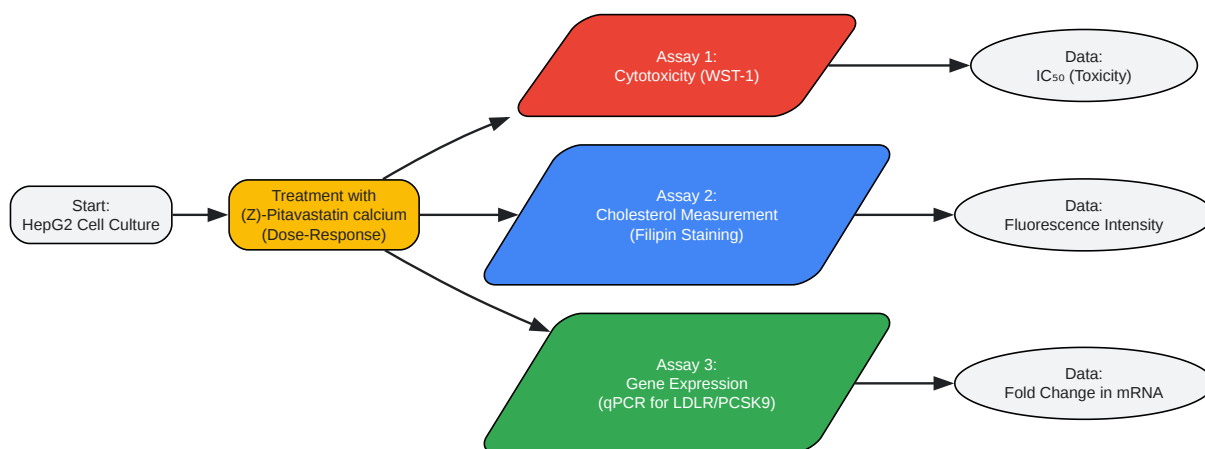 Start:
HepG2 Cell Culture
Treatment with
(Z)-Pitavastatin calcium
(Dose-Response)
Assay 1:
Cytotoxicity (WST-1)
Data:
IC₅₀ (Toxicity)
Assay 2:
Cholesterol Measurement
(Filipin Staining)
Data:
Fluorescence Intensity
Assay 3:
Gene Expression
(qPCR for LDLR/PCSK9)
Data:
Fold Change in mRNA